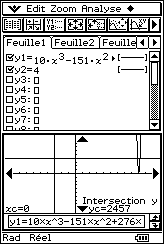 Edit Zoom Analyse
Feuille1 Feuille2 Feuille
y1=10·x^3-151·x^2
y2=4
y3:
y4:
y5:
y6:
y7:
Intersection y
xc=0 yc=2457
y1=10×x^3-151×x^2+276×
Rad Réel